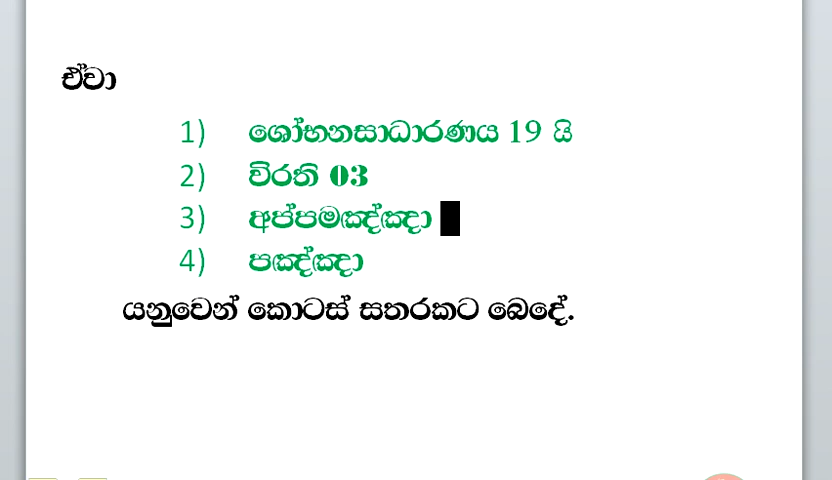 ඒවා
1) ශෝභනසාධාරණය 19 යි
2) විරති 03
3) අප්පමඤ්ඤා
4) පඤ්ඤා
යනුවෙන් කොටස් සතරකට බෙදේ.